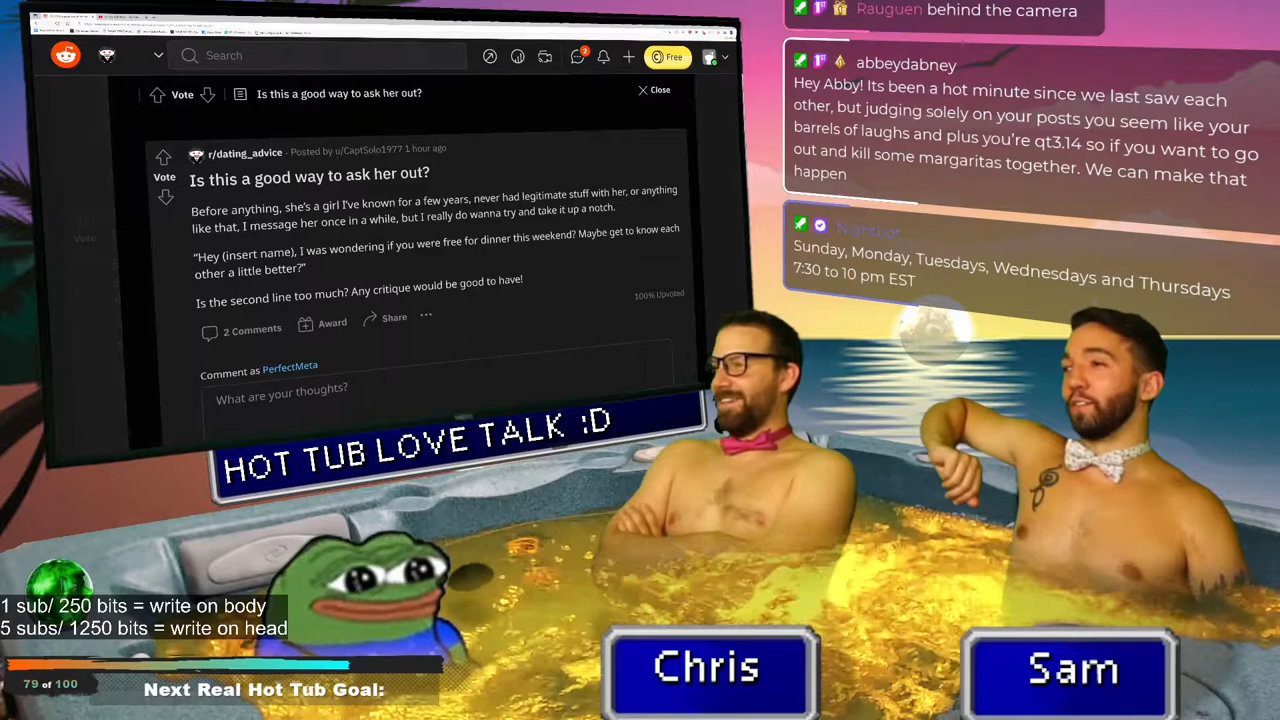 Search
2
Free
Vote
Is this a good way to ask her out?
Close
r/dating_advice · Posted by u/CaptSolo1977 1 hour ago
Vote
Is this a good way to ask her out?
Before anything, she's a girl I've known for a few years, never had legitimate stuff with her, or anything
like that, I message her once in a while, but I really do wanna try and take it up a notch.
"Hey (insert name), I was wondering if you were free for dinner this weekend? Maybe get to know each
other a little better?"
Is the second line too much? Any critique would be good to have!
100% Upvoted
2 Comments
Award
Share
Comment as PerfectMeta
What are your thoughts?
Vote
HOT TUB LOVE TALK :D
Rauguen behind the camera
abbeydabney
Hey Abby! Its been a hot minute since we last saw each
other, but judging solely on your posts you seem like your
barrels of laughs and plus you're qt3.14 so if you want to go
out and kill some margaritas together. We can make that
happen
Nightbot
Sunday, Monday, Tuesdays, Wednesdays and Thursdays
7:30 to 10 pm EST
1 sub/ 250 bits = write on body
5 subs/ 1250 bits = write on head
79 of 100
Next Real Hot Tub Goal:
Chris
Sam